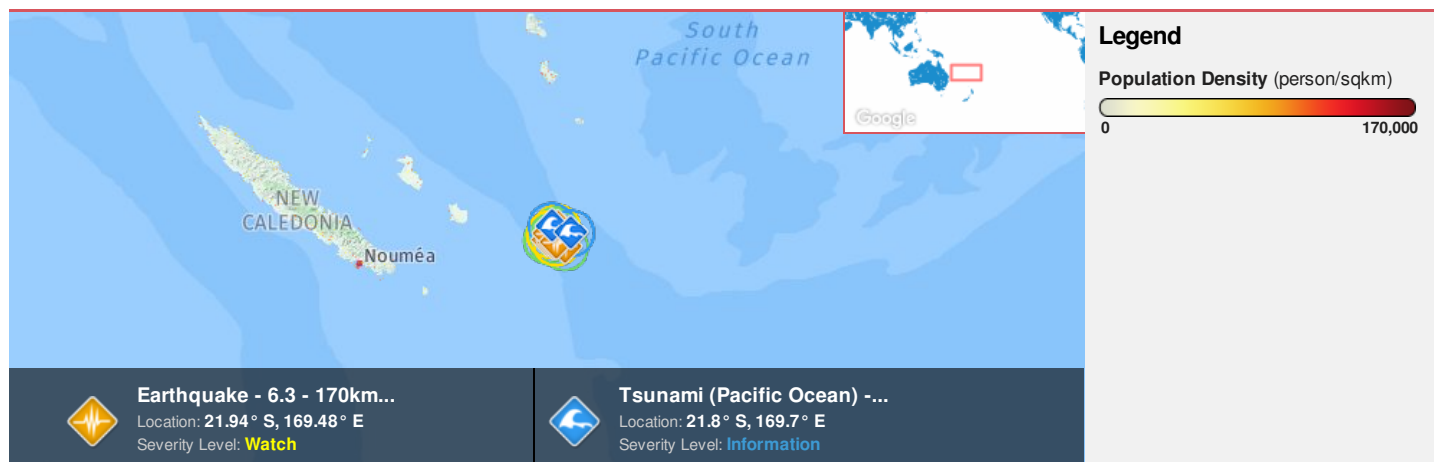 South
Pacific Ocean
Google
NEW
CALEDONIA
Nouméa
Legend
Population Density (person/sqkm)
0 170,000
Earthquake - 6.3 - 170km...
Location: 21.94° S, 169.48° E
Severity Level: Watch
Tsunami (Pacific Ocean) -...
Location: 21.8° S, 169.7° E
Severity Level: Information